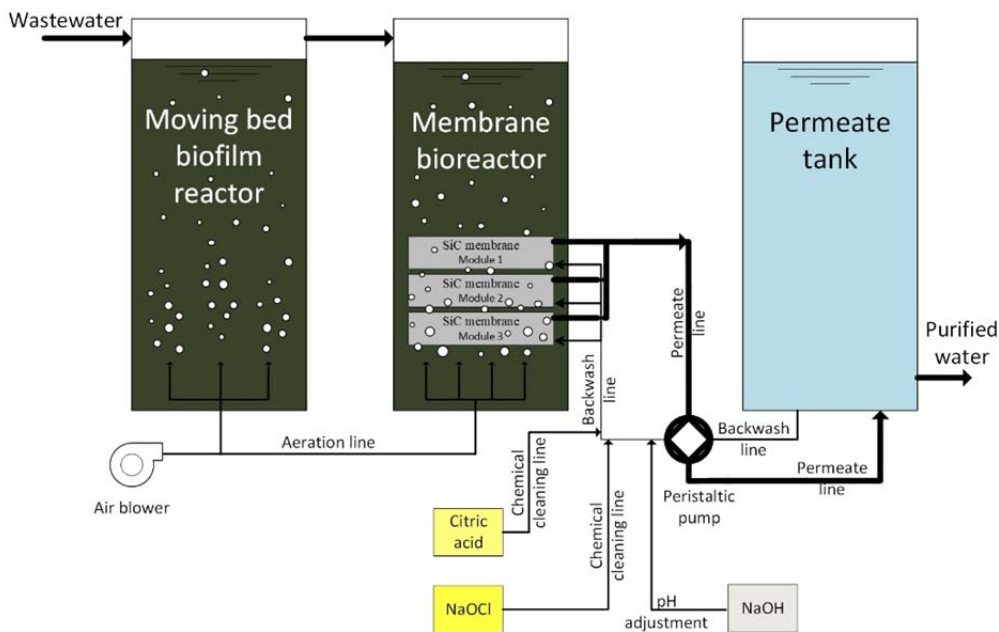 Wastewater
Moving bed
biofilm
reactor
Membrane
bioreactor
Permeate
tank
SiC membrane
Module 1
SiC membrane
Module 2
SiC membrane
Module 3
Permeate
line
Purified
water
Backwash
line
Aeration line
Air blower
Backwash
line
Permeate
line
Peristaltic
pump
Chemical
cleaning line
Citric
acid
Chemical
cleaning line
NaOCl
pH
adjustment
NaOH